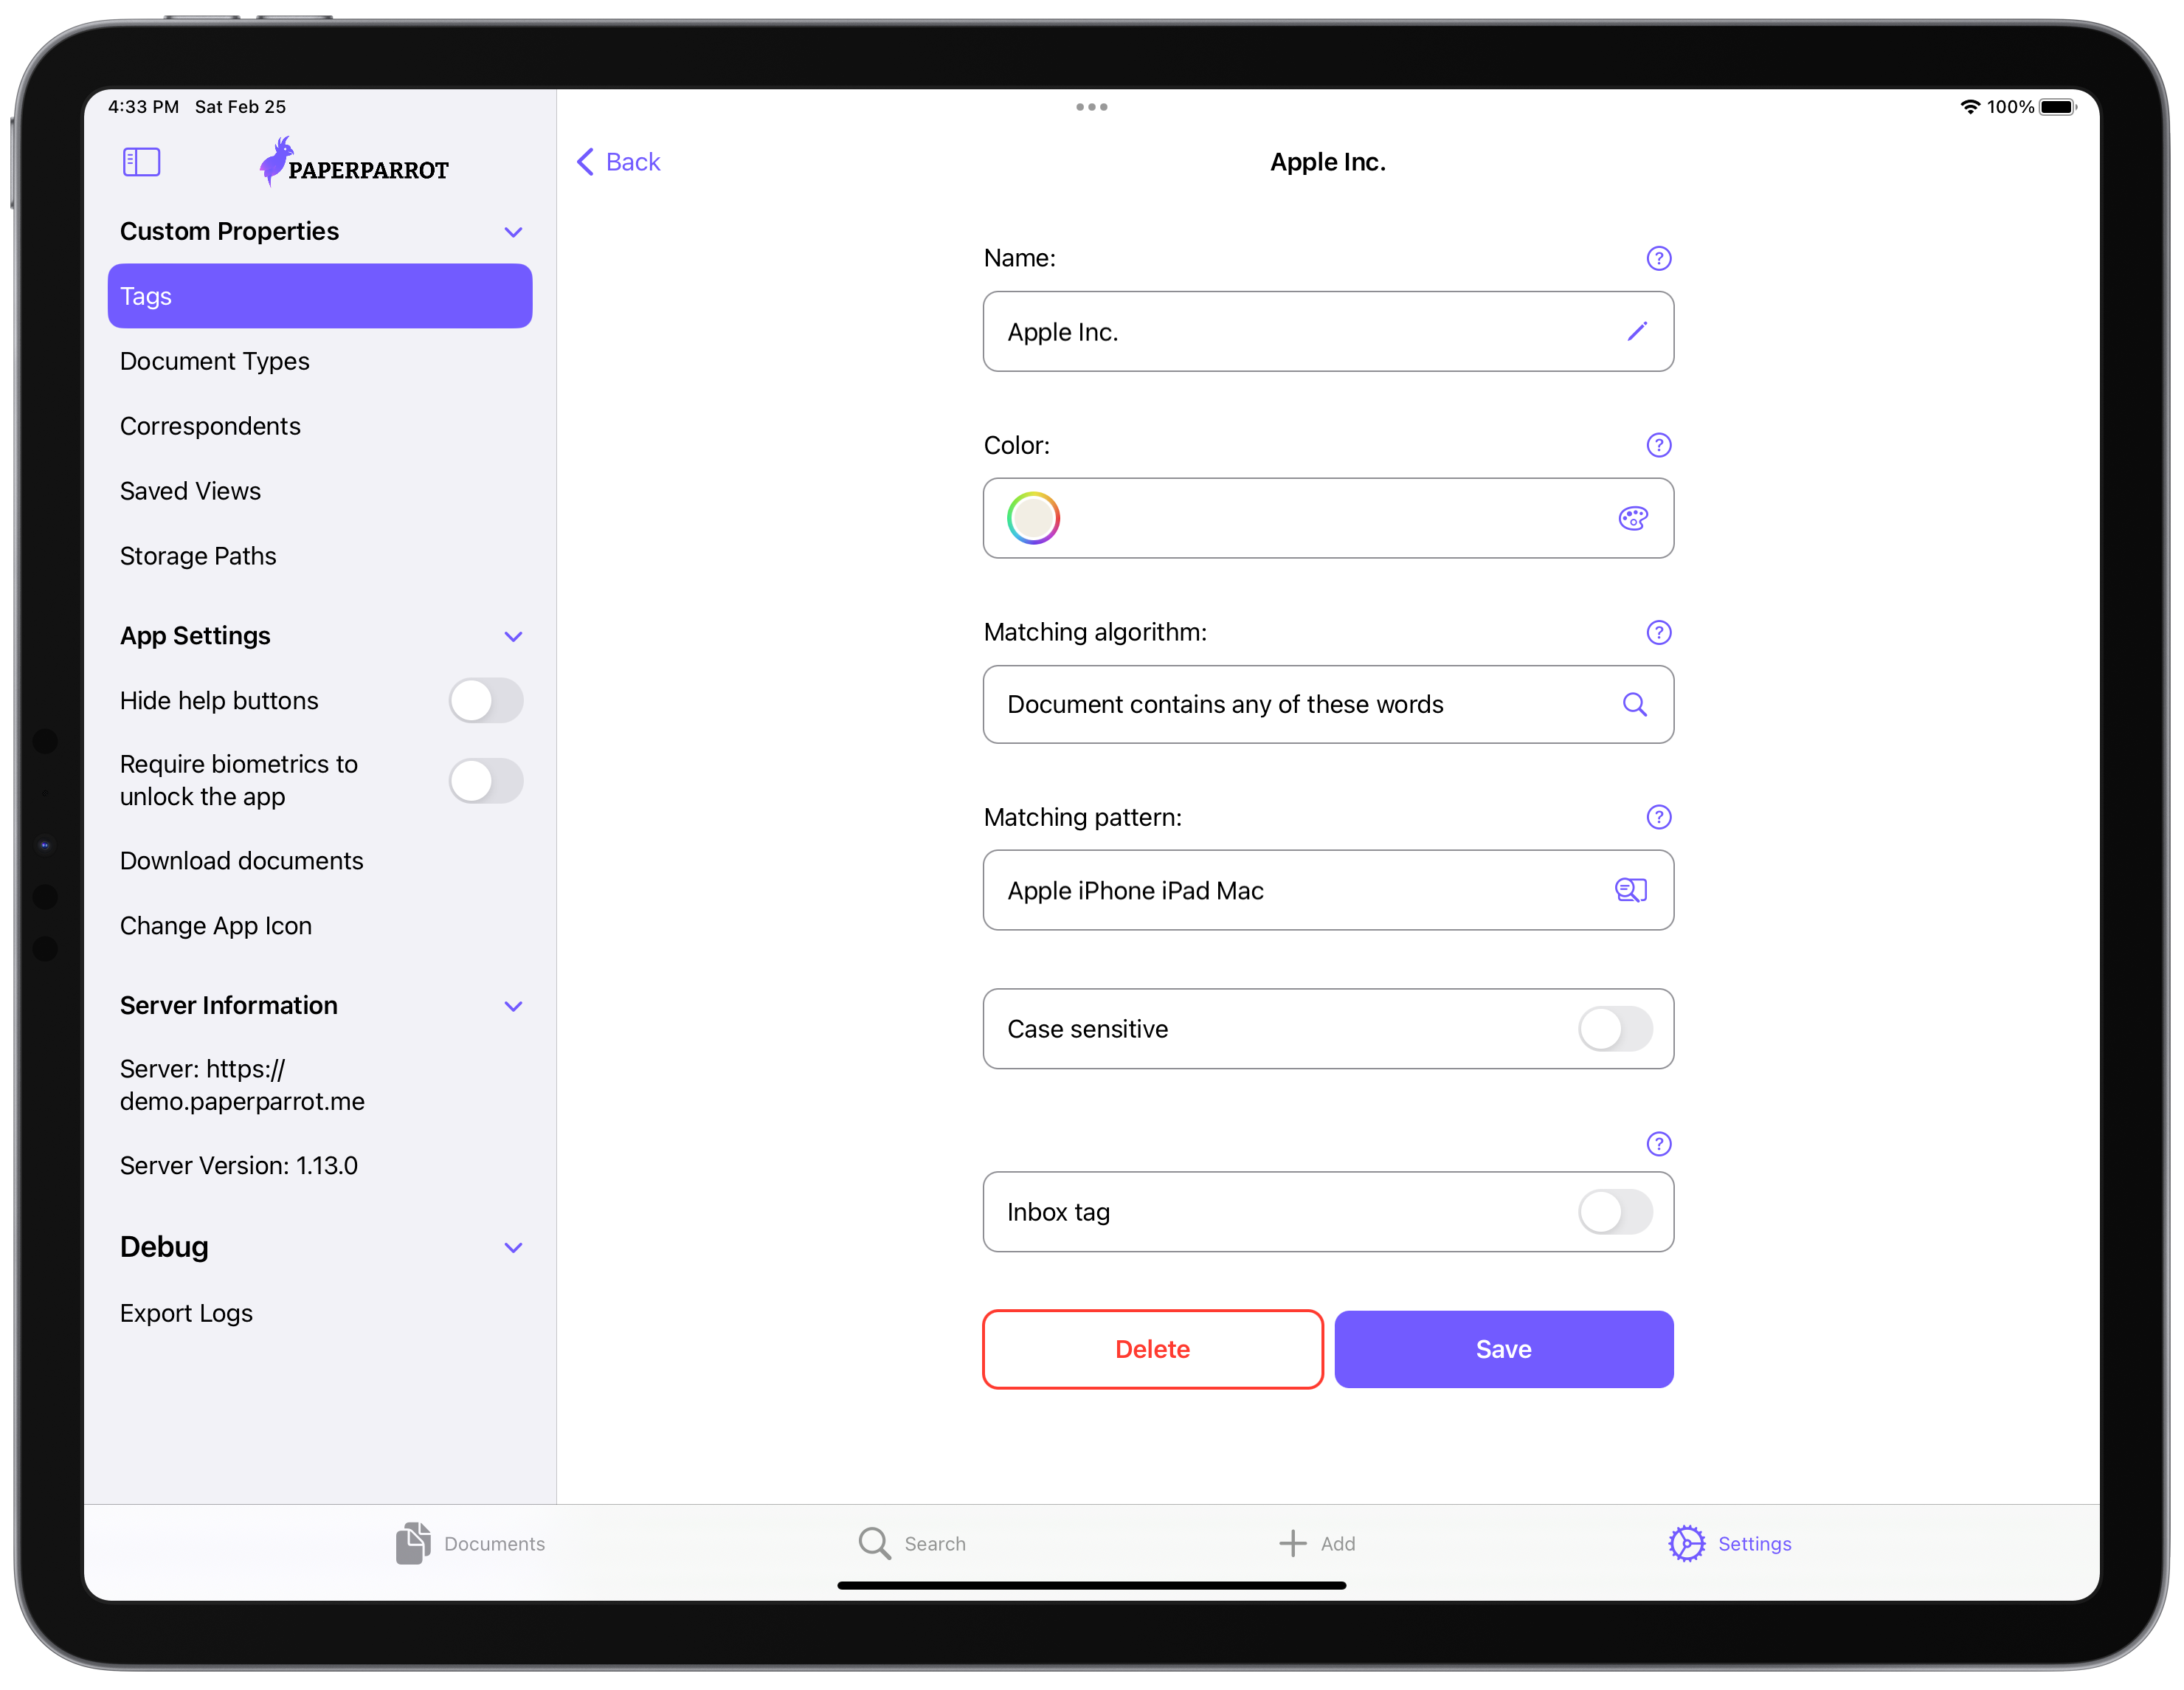 4:33 PM Sat Feb 25
100%
PAPERPARROT
Custom Properties
Tags
Document Types
Correspondents
Saved Views
Storage Paths
App Settings
Hide help buttons
Require biometrics to
unlock the app
Download documents
Change App Icon
Server Information
Server: https://
demo.paperparrot.me
Server Version: 1.13.0
Debug
Export Logs
Back
Apple Inc.
Name:
?
Apple Inc.
Color:
?
Matching algorithm:
?
Document contains any of these words
Matching pattern:
?
Apple iPhone iPad Mac
Case sensitive
?
Inbox tag
Delete
Save
Documents
Search
Add
Settings